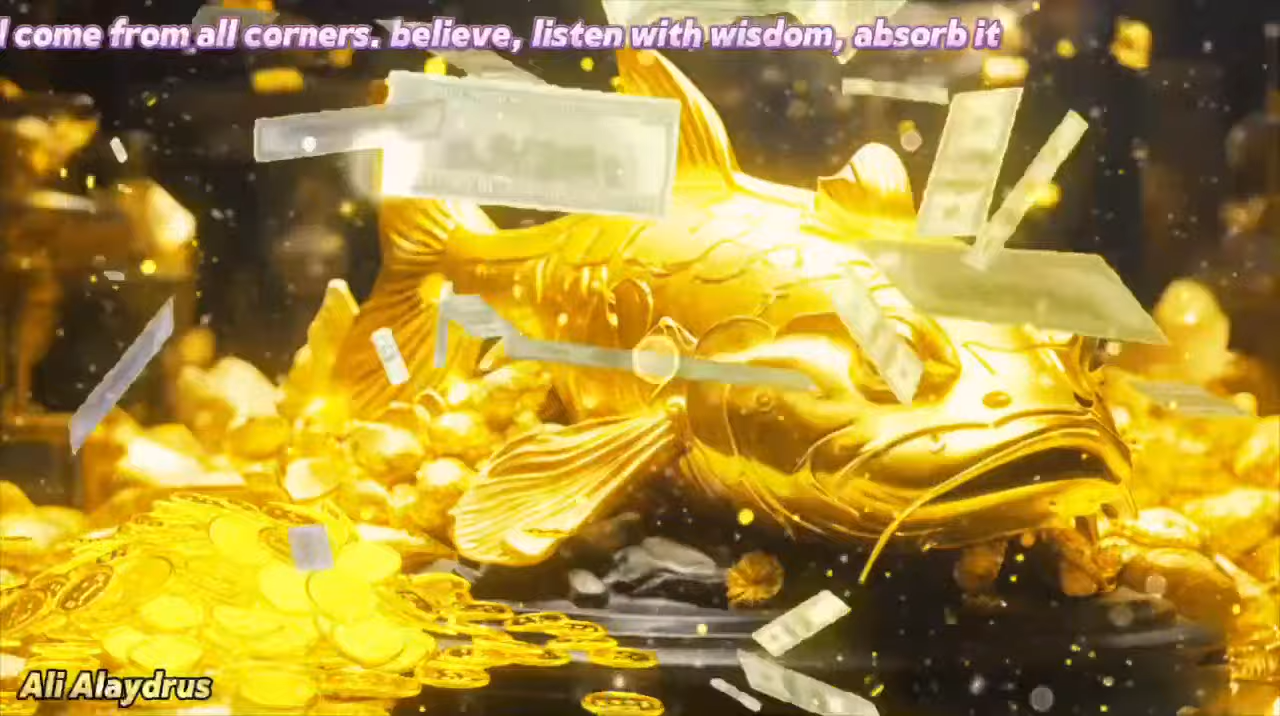 come from all corners. believe, listen with wisdom, absorb it
Ali Alaydrus